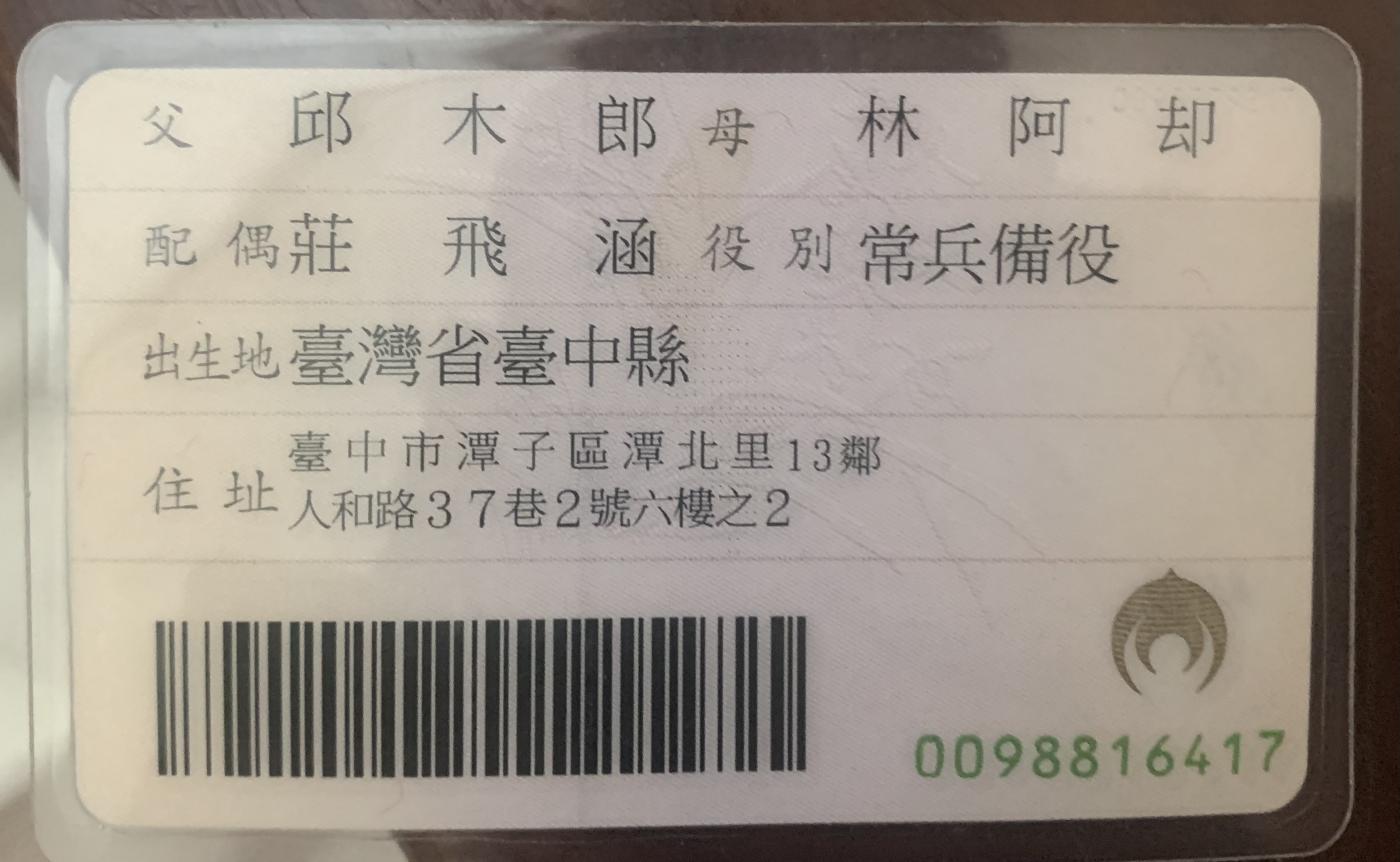 父 邱木郎 母 林阿却
配偶 莊飛涵 役別 常兵備役
出生地 臺灣省臺中縣
住址 臺中市潭子區潭北里13鄰
人和路37巷2號六樓之2
0098816417